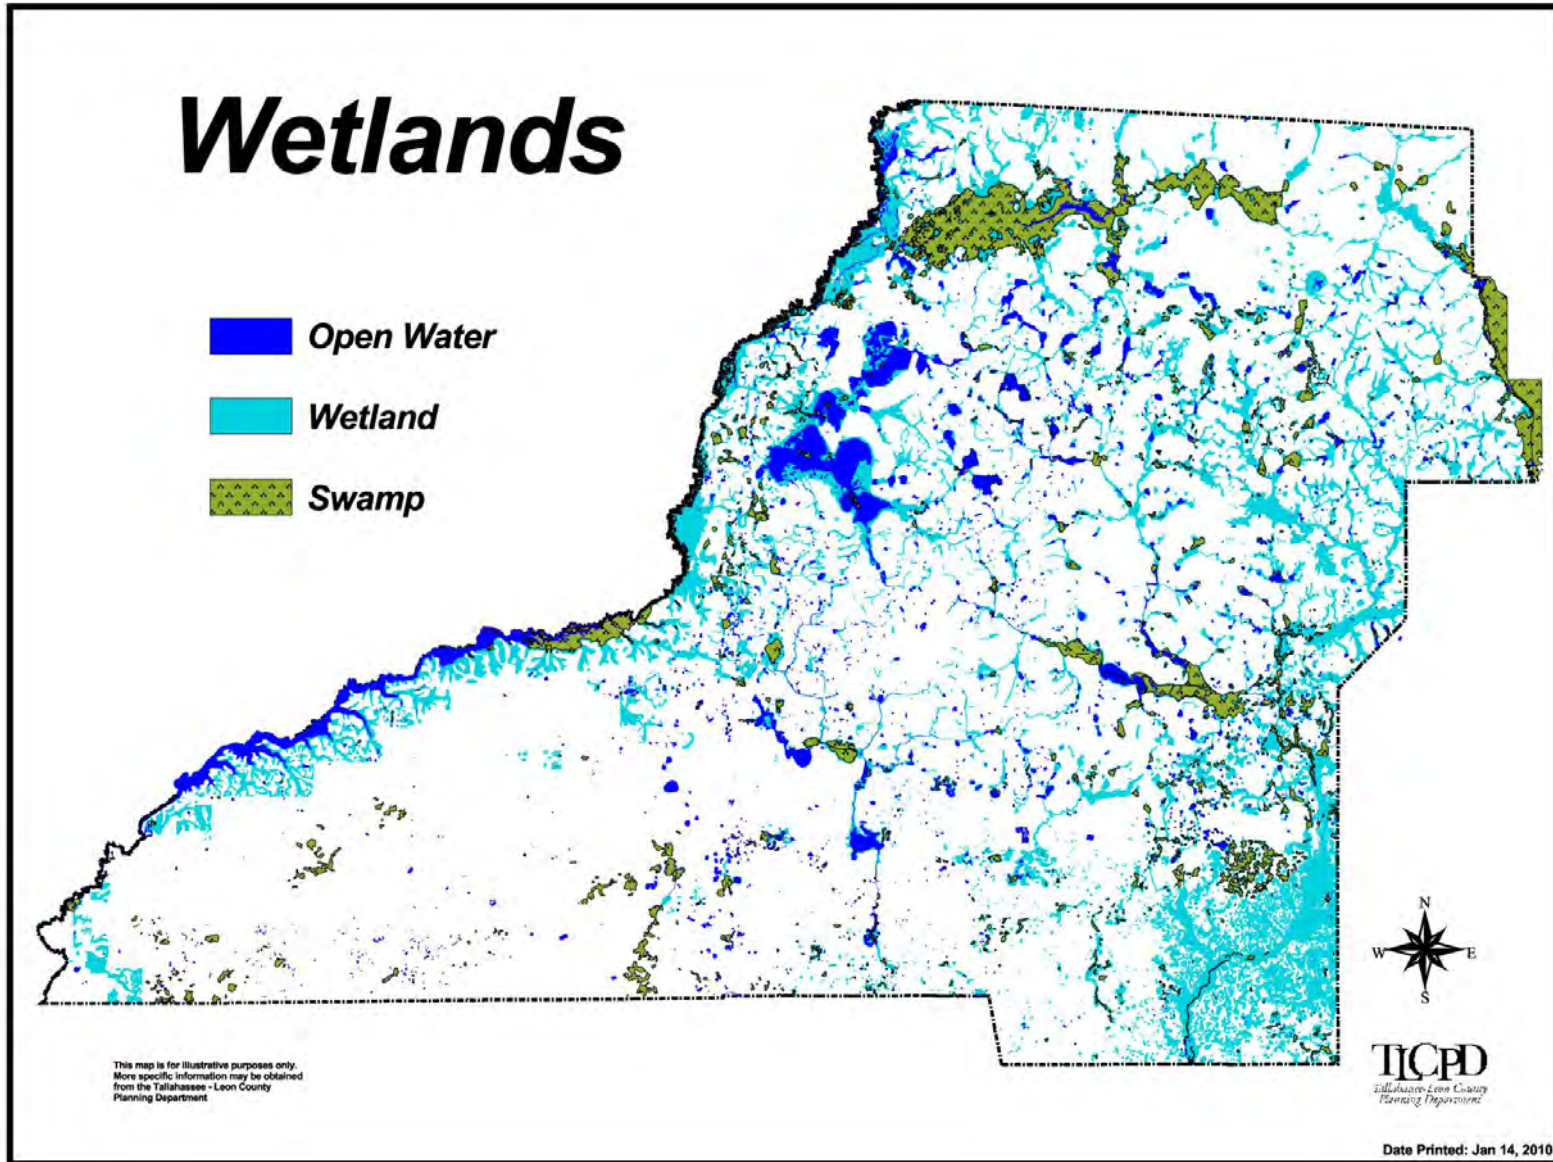 Wetlands
Open Water
Wetland
Swamp
N
W E
S
This map is for illustrative purposes only.
More specific information may be obtained
from the Tallahassee - Leon County
Planning Department
TLCPD
Tallahassee-Leon County
Planning Department
Date Printed: Jan 14, 2010